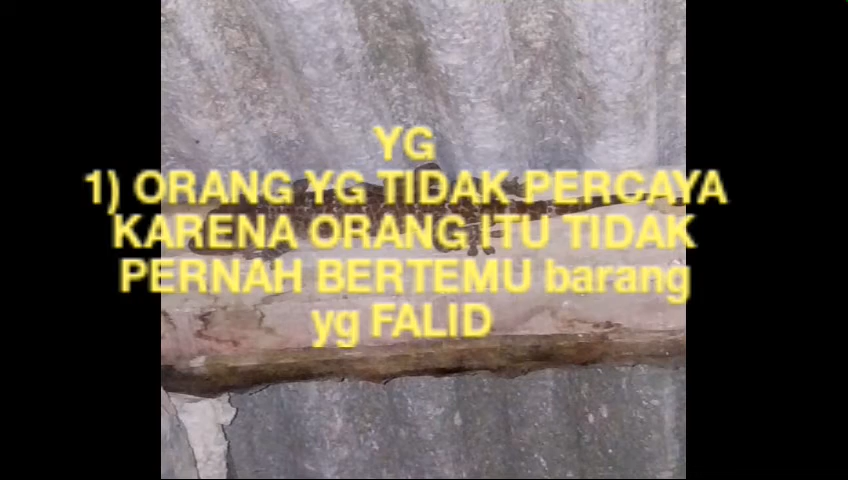 YG
1) ORANG YG TIDAK PERCAYA
KARENA ORANG ITU TIDAK
PERNAH BERTEMU barang
yg FALID